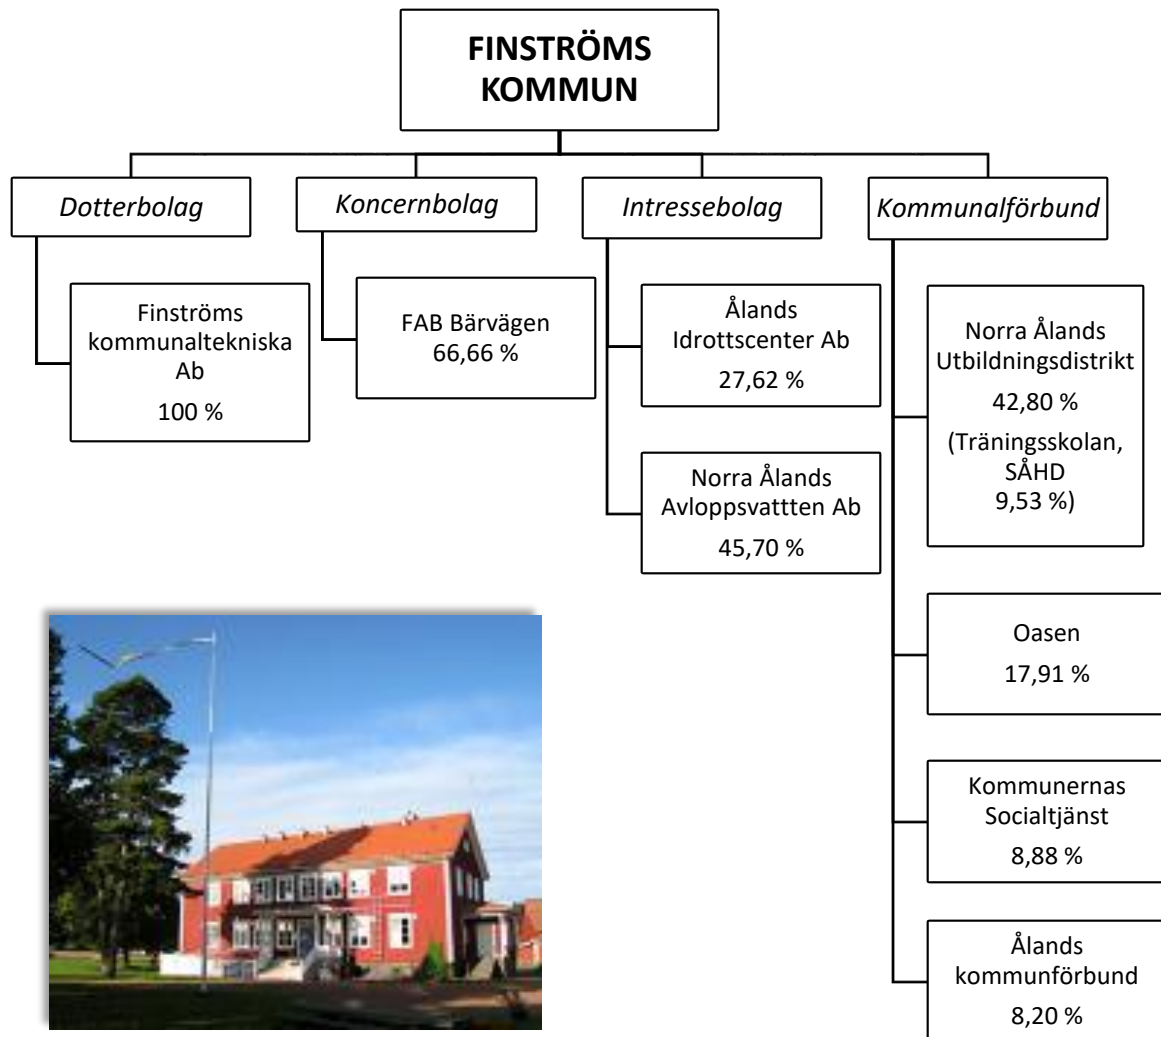 FINSTRÖMS
KOMMUN
Dotterbolag
Koncernbolag
Intressebolag
Kommunalförbund
Finströms
kommunaltekniska
Ab
100 %
FAB Bärvägen
66,66 %
Ålands
Idrottscenter Ab
27,62 %
Norra Ålands
Avloppsvattten Ab
45,70 %
Norra Ålands
Utbildningsdistrikt
42,80 %
(Träningsskolan,
SÅHD
9,53 %)
Oasen
17,91 %
Kommunernas
Socialtjänst
8,88 %
Ålands
kommunförbund
8,20 %